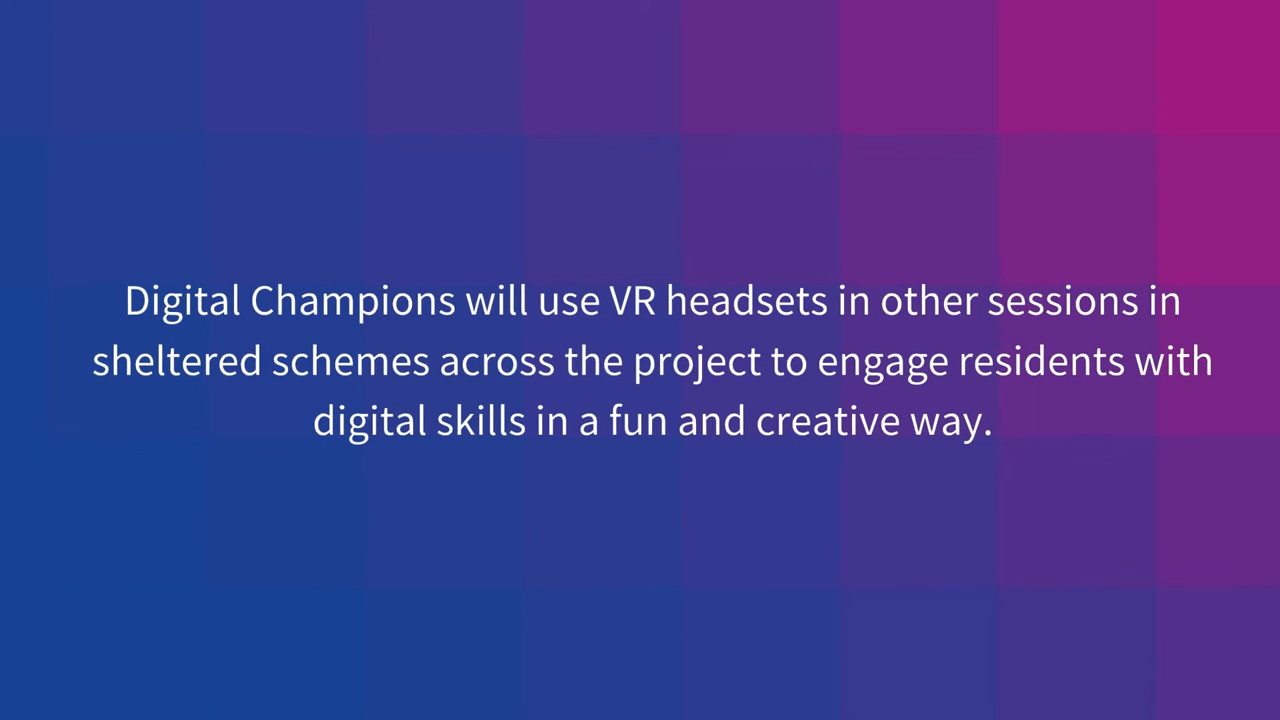 Digital Champions will use VR headsets in other sessions in
sheltered schemes across the project to engage residents with
digital skills in a fun and creative way.